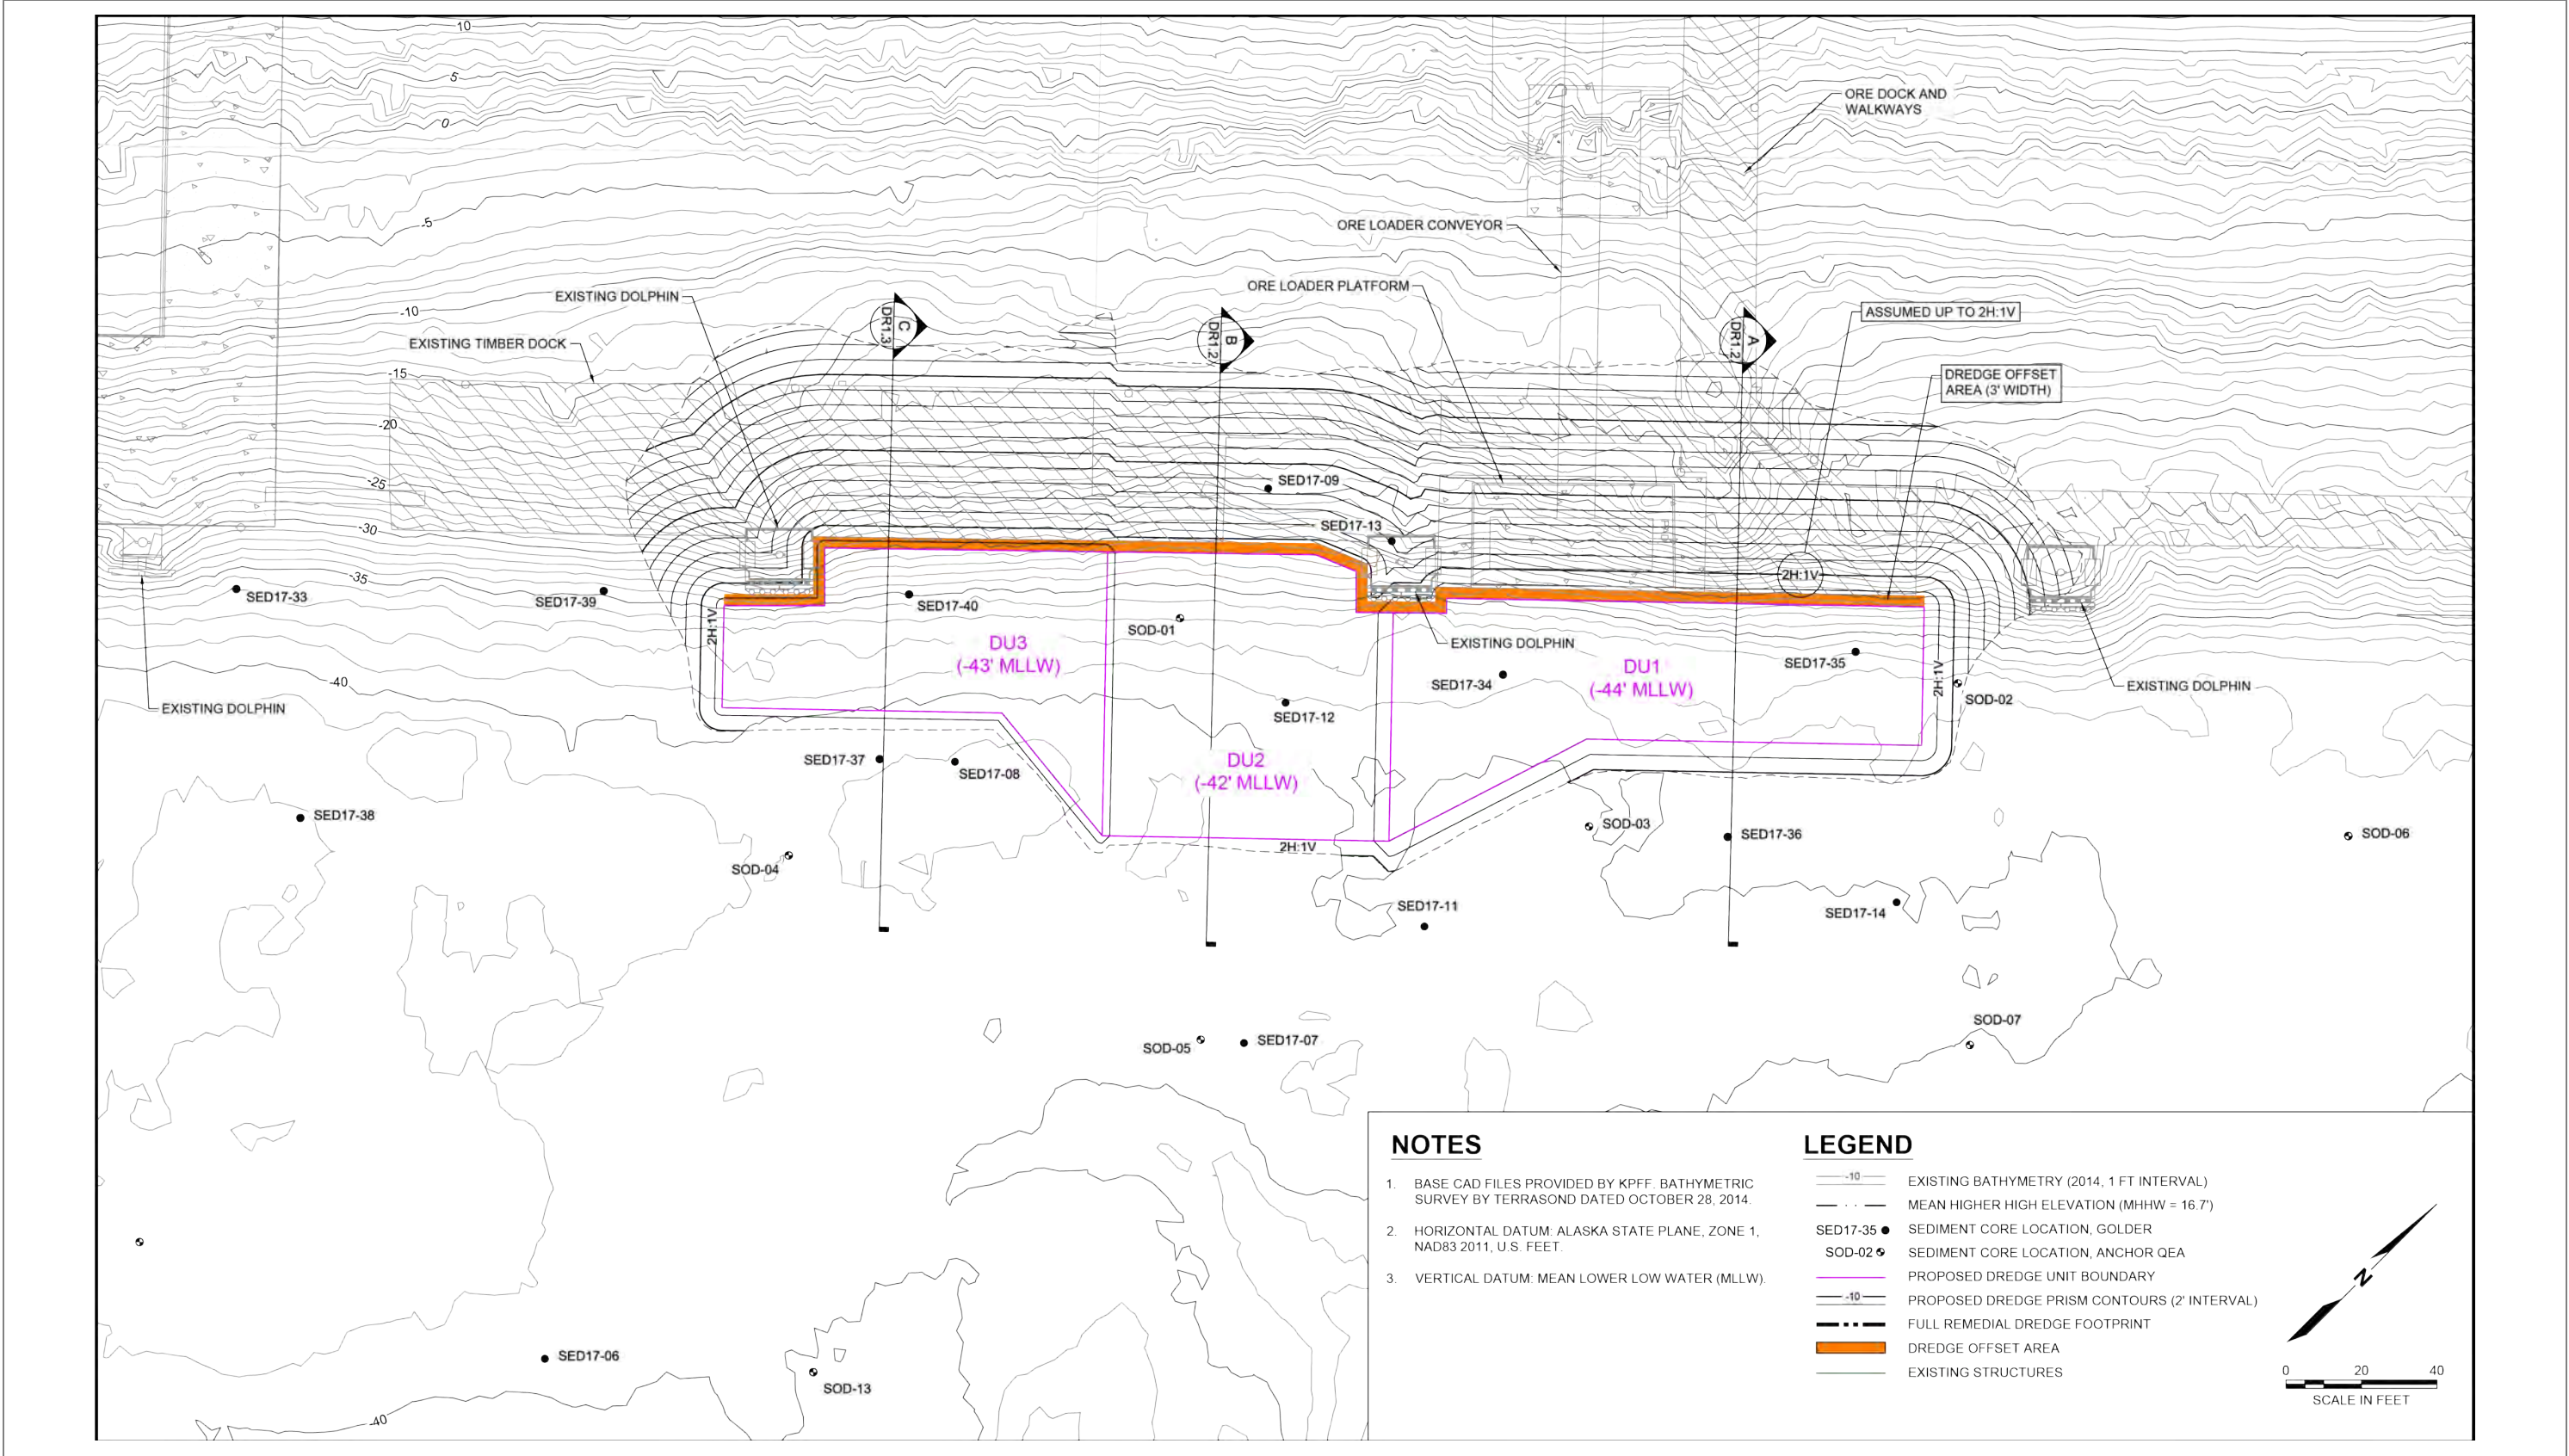 10
5
0
-5
-10
-15
-20
-25
-30
-35
-40
-40
ORE DOCK AND
WALKWAYS
ORE LOADER CONVEYOR
ORE LOADER PLATFORM
EXISTING DOLPHIN
EXISTING TIMBER DOCK
C
DR1.3
B
DR1.2
A
DR1.2
ASSUMED UP TO 2H:1V
DREDGE OFFSET
AREA (3' WIDTH)
SED17-09
SED17-13
2H:1V
SED17-33
SED17-39
SED17-40
2H:1V
SOD-01
DU3
(-43' MLLW)
EXISTING DOLPHIN
DU1
(-44' MLLW)
SED17-34
SED17-35
2H:1V
SOD-02
EXISTING DOLPHIN
EXISTING DOLPHIN
SED17-12
SED17-37
SED17-08
DU2
(-42' MLLW)
SED17-38
SOD-04
2H:1V
SOD-03
SED17-36
SOD-06
SED17-11
SED17-14
SOD-05
SED17-07
SOD-07
SED17-06
SOD-13
NOTES
1. BASE CAD FILES PROVIDED BY KPFF. BATHYMETRIC
SURVEY BY TERRASOND DATED OCTOBER 28, 2014.
2. HORIZONTAL DATUM: ALASKA STATE PLANE, ZONE 1,
NAD83 2011, U.S. FEET.
3. VERTICAL DATUM: MEAN LOWER LOW WATER (MLLW).
LEGEND
-10 EXISTING BATHYMETRY (2014, 1 FT INTERVAL)
MEAN HIGHER HIGH ELEVATION (MHHW = 16.7')
SED17-35 SEDIMENT CORE LOCATION, GOLDER
SOD-02 SEDIMENT CORE LOCATION, ANCHOR QEA
PROPOSED DREDGE UNIT BOUNDARY
-10 PROPOSED DREDGE PRISM CONTOURS (2' INTERVAL)
FULL REMEDIAL DREDGE FOOTPRINT
DREDGE OFFSET AREA
EXISTING STRUCTURES
N
0 20 40
SCALE IN FEET